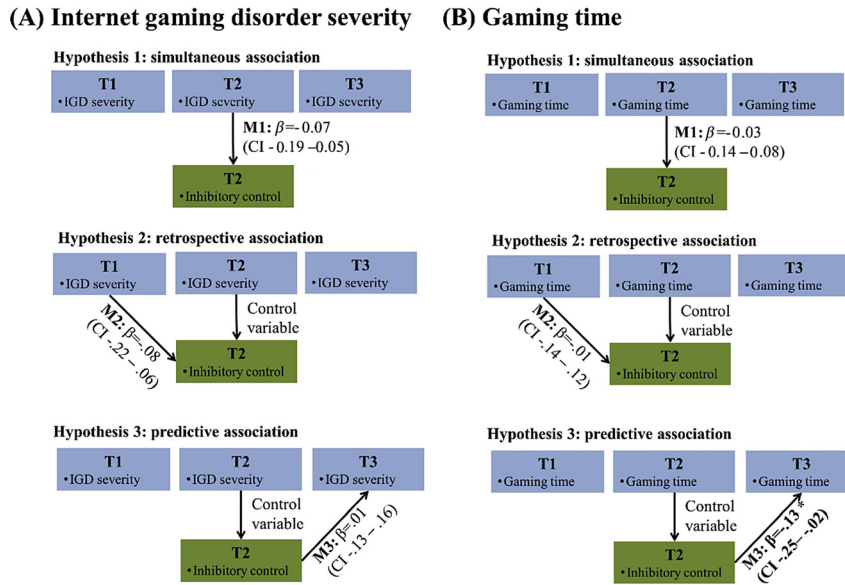 (A) Internet gaming disorder severity
Hypothesis 1: simultaneous association
T1
• IGD severity
T2
• IGD severity
T3
• IGD severity
M1: β=-0.07
(CI -0.19 –0.05)
T2
• Inhibitory control
Hypothesis 2: retrospective association
T1
• IGD severity
T2
• IGD severity
T3
• IGD severity
M2: β=-.08
(CI -.22 – .06)
Control
variable
T2
• Inhibitory control
Hypothesis 3: predictive association
T1
• IGD severity
T2
• IGD severity
T3
• IGD severity
Control
variable
M3: β=.01
(CI -.13 – .16)
T2
• Inhibitory control
(B) Gaming time
Hypothesis 1: simultaneous association
T1
• Gaming time
T2
• Gaming time
T3
• Gaming time
M1: β=-0.03
(CI -0.14 –0.08)
T2
• Inhibitory control
Hypothesis 2: retrospective association
T1
• Gaming time
T2
• Gaming time
T3
• Gaming time
M2: β=-.01
(CI -.14 – .12)
Control
variable
T2
• Inhibitory control
Hypothesis 3: predictive association
T1
• Gaming time
T2
• Gaming time
T3
• Gaming time
Control
variable
M3: β=-.13 *
(CI -.25– -.02)
T2
• Inhibitory control